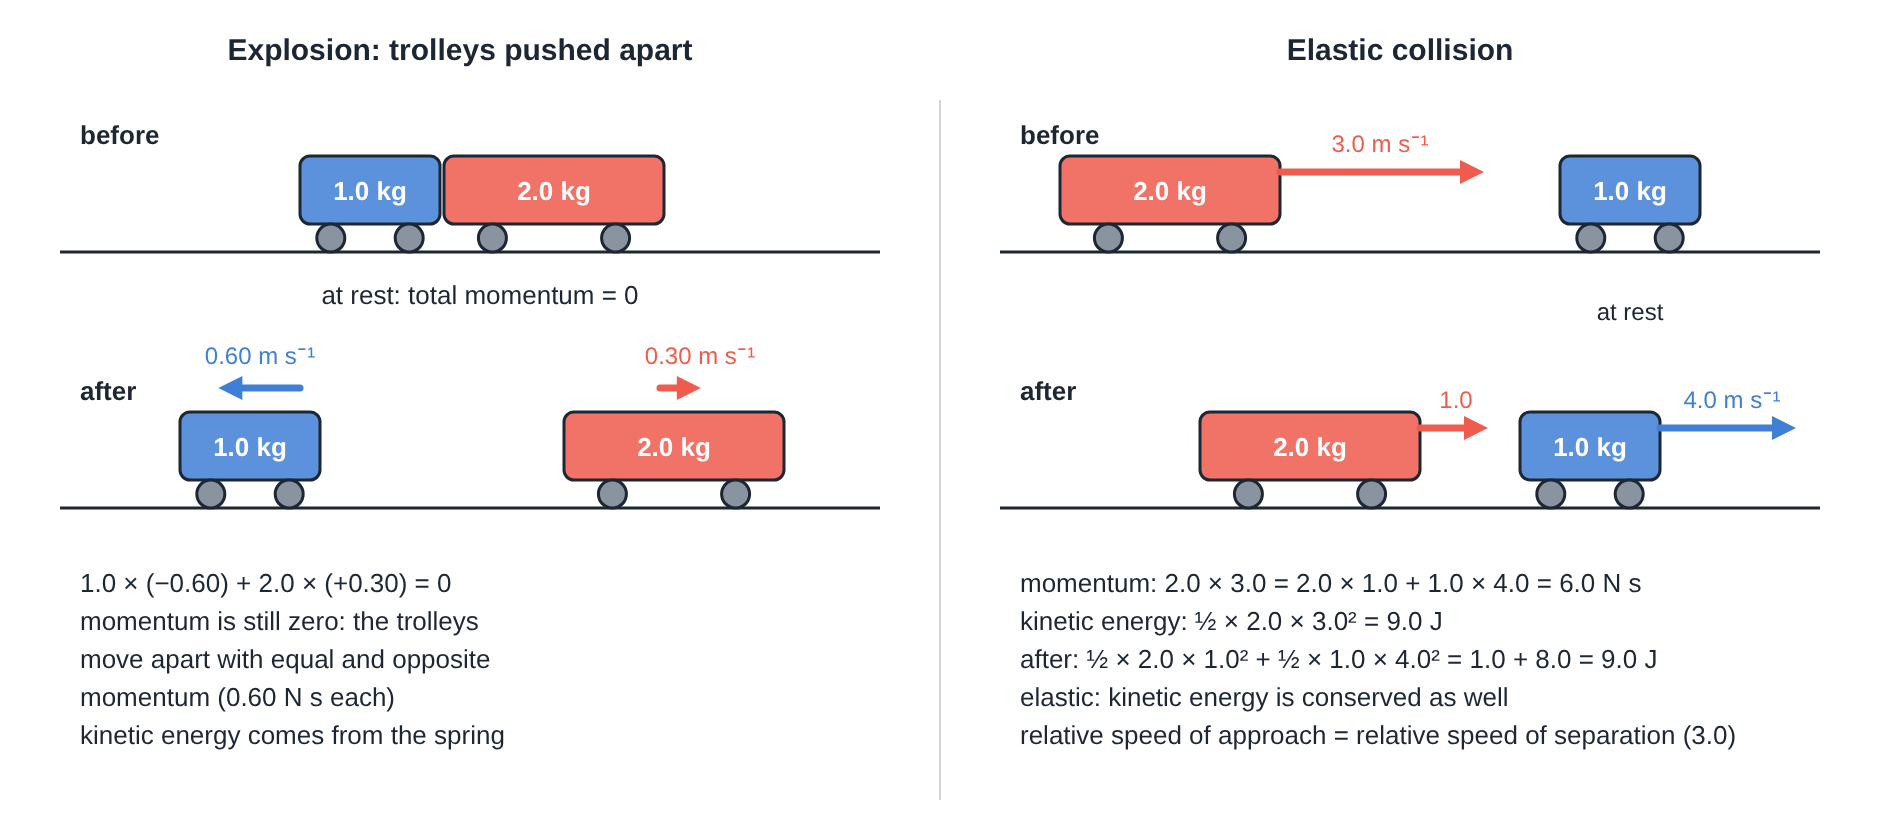 Explosion: trolleys pushed apart
before
1.0 kg
2.0 kg
at rest: total momentum = 0
0.60 m s⁻¹
0.30 m s⁻¹
after
1.0 kg
2.0 kg
1.0 × (−0.60) + 2.0 × (+0.30) = 0
momentum is still zero: the trolleys
move apart with equal and opposite
momentum (0.60 N s each)
kinetic energy comes from the spring
Elastic collision
before
3.0 m s⁻¹
2.0 kg
1.0 kg
at rest
after
1.0
4.0 m s⁻¹
2.0 kg
1.0 kg
momentum: 2.0 × 3.0 = 2.0 × 1.0 + 1.0 × 4.0 = 6.0 N s
kinetic energy: ½ × 2.0 × 3.0² = 9.0 J
after: ½ × 2.0 × 1.0² + ½ × 1.0 × 4.0² = 1.0 + 8.0 = 9.0 J
elastic: kinetic energy is conserved as well
relative speed of approach = relative speed of separation (3.0)